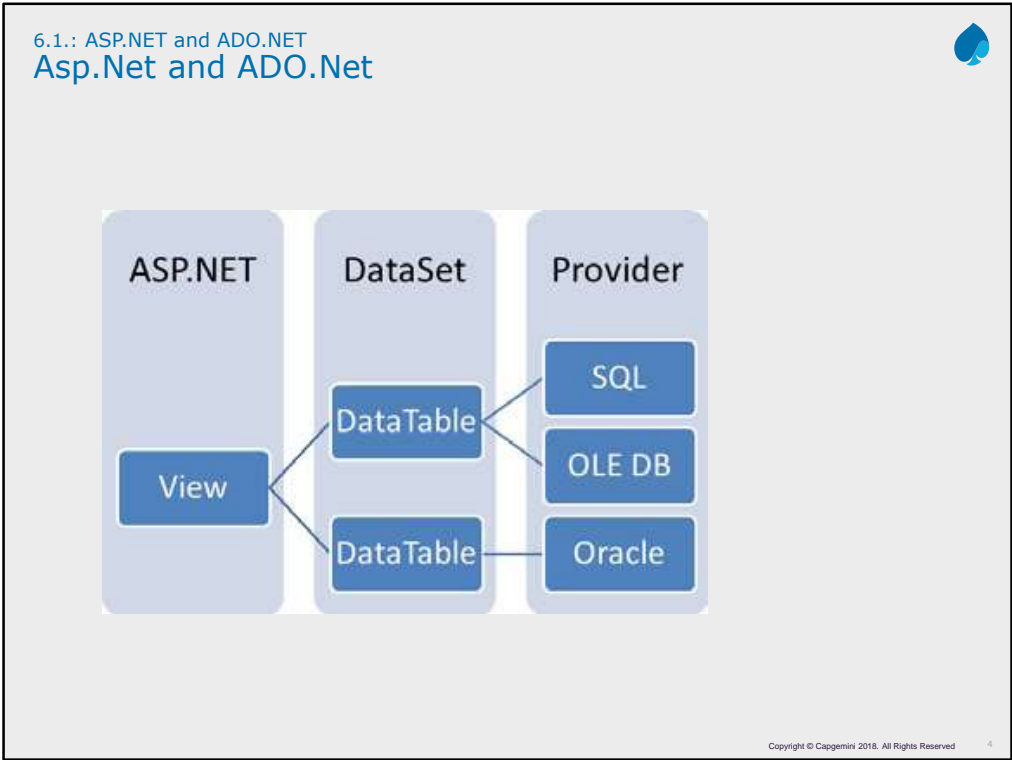 6.1.: ASP.NET and ADO.NET
Asp.Net and ADO.Net
ASP.NET
DataSet
Provider
SQL
DataTable
OLE DB
View
DataTable
Oracle
Copyright © Capgemini 2018. All Rights Reserved 4